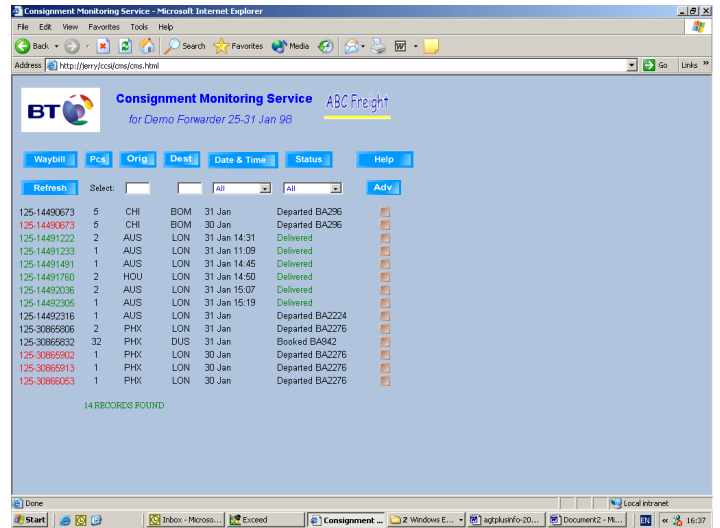 Consignment Monitoring Service - Microsoft Internet Explorer
File Edit View Favorites Tools Help
Back Search Favorites Media
Address http://jerry/ccsi/cms/cms.html Go Links »
BT Consignment Monitoring Service ABC Freight
for Demo Forwarder 25-31 Jan 98
Waybill Pcs Orig Dest Date & Time Status Help
Refresh Select: All All Adv
125-14490673 5 CHI BOM 31 Jan Departed BA296
125-14490673 5 CHI BOM 30 Jan Departed BA296
125-14491222 2 AUS LON 31 Jan 14:31 Delivered
125-14491233 1 AUS LON 31 Jan 11:09 Delivered
125-14491491 1 AUS LON 31 Jan 14:45 Delivered
125-14491760 2 HOU LON 31 Jan 14:50 Delivered
125-14492036 2 AUS LON 31 Jan 15:07 Delivered
125-14492305 1 AUS LON 31 Jan 15:19 Delivered
125-14492316 1 AUS LON 31 Jan Departed BA2224
125-30865806 2 PHX LON 31 Jan Departed BA2276
125-30865832 32 PHX DUS 31 Jan Booked BA942
125-30865902 1 PHX LON 30 Jan Departed BA2276
125-30865913 1 PHX LON 30 Jan Departed BA2276
125-30866053 1 PHX LON 30 Jan Departed BA2276
14 RECORDS FOUND
Done Local intranet
Start Inbox - Microso... Exceed Consignment ... 2 Windows E... agtplusinfo-20... Document2 - Mi... EN « 16:37